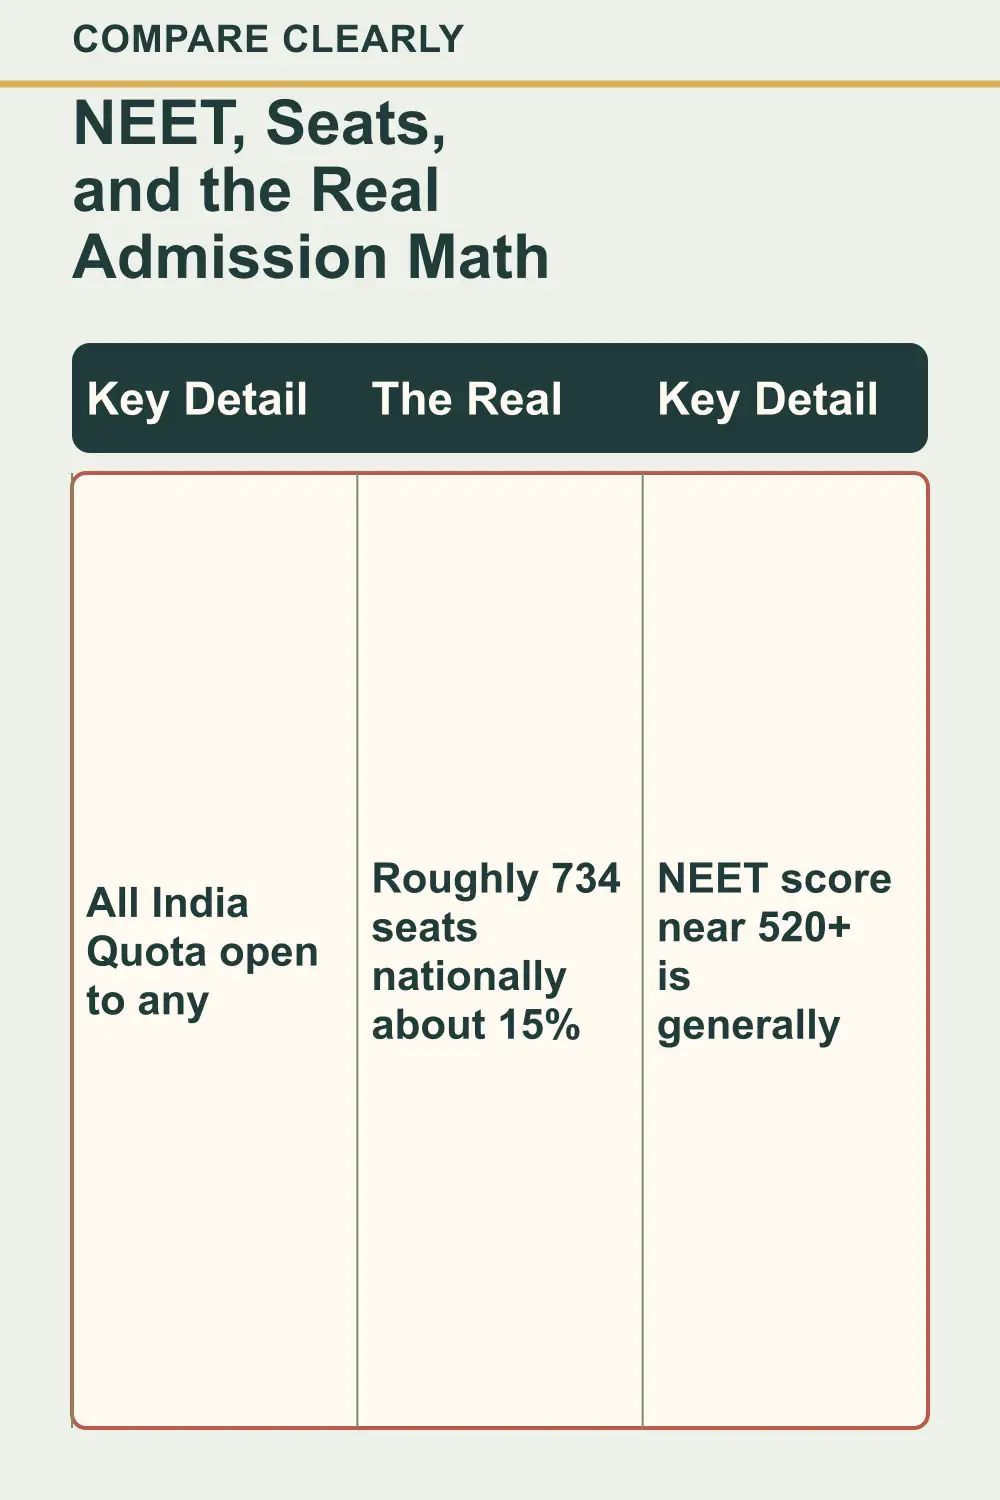 COMPARE CLEARLY
NEET, Seats,
and the Real
Admission Math
Key Detail
The Real
Key Detail
All India
Quota open
to any
Roughly 734
seats
nationally
about 15%
NEET score
near 520+
is
generally